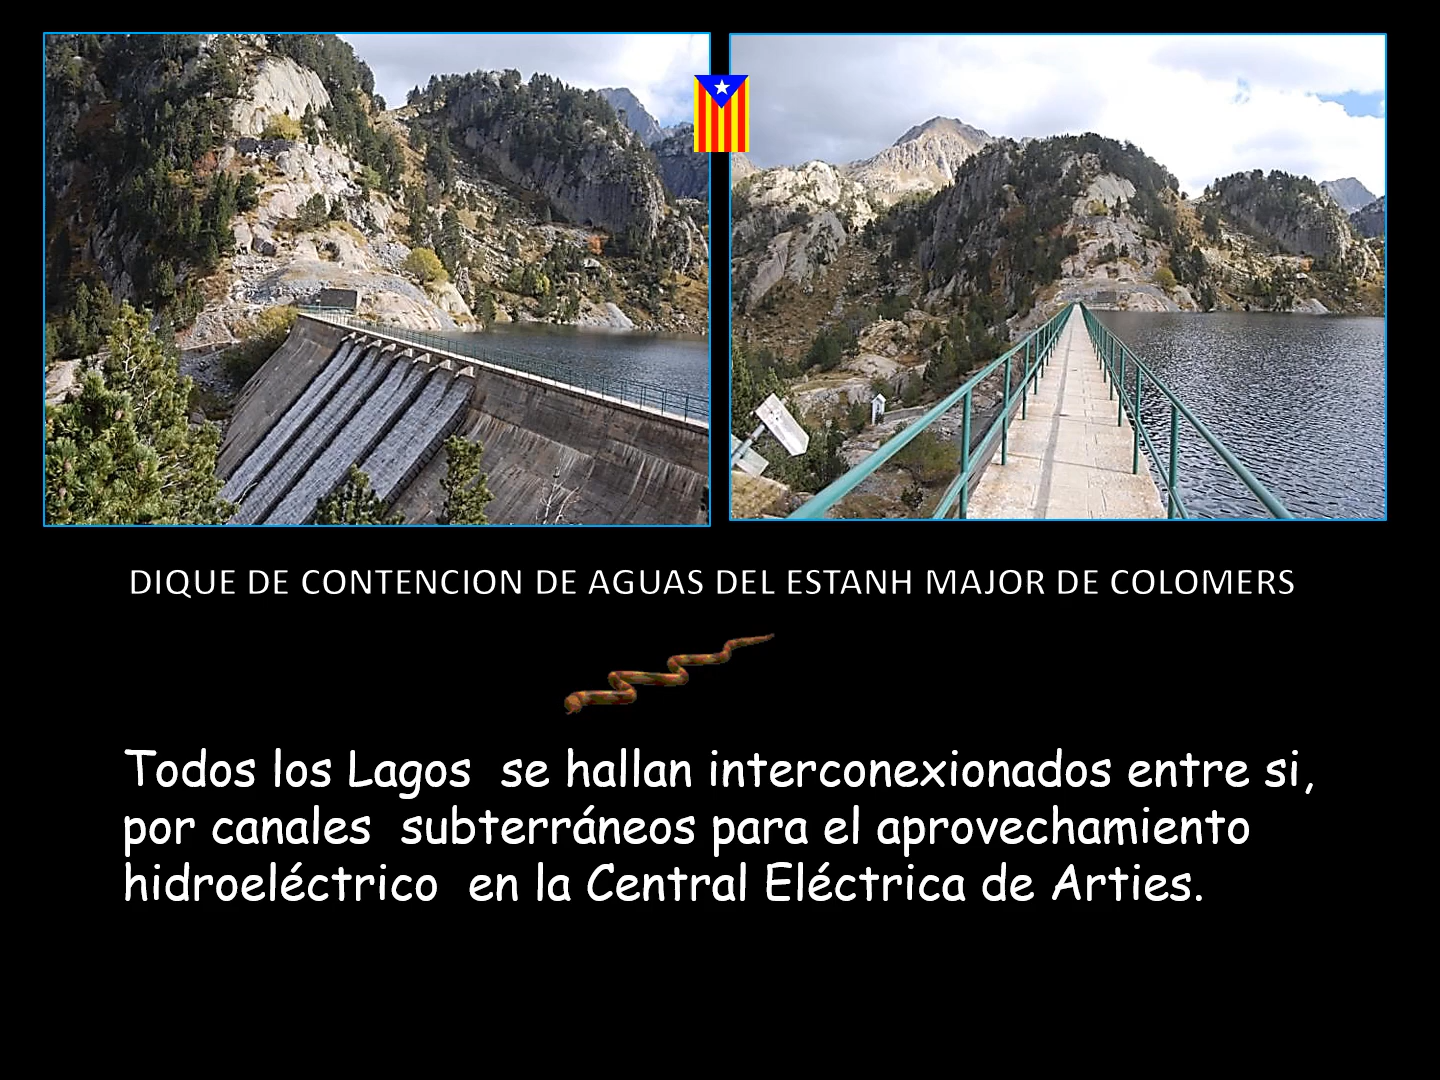 DIQUE DE CONTENCION DE AGUAS DEL ESTANH MAJOR DE COLOMERS
Todos los Lagos  se hallan interconexionados entre si,
por canales  subterráneos para el aprovechamiento
hidroeléctrico  en la Central Eléctrica de Arties.